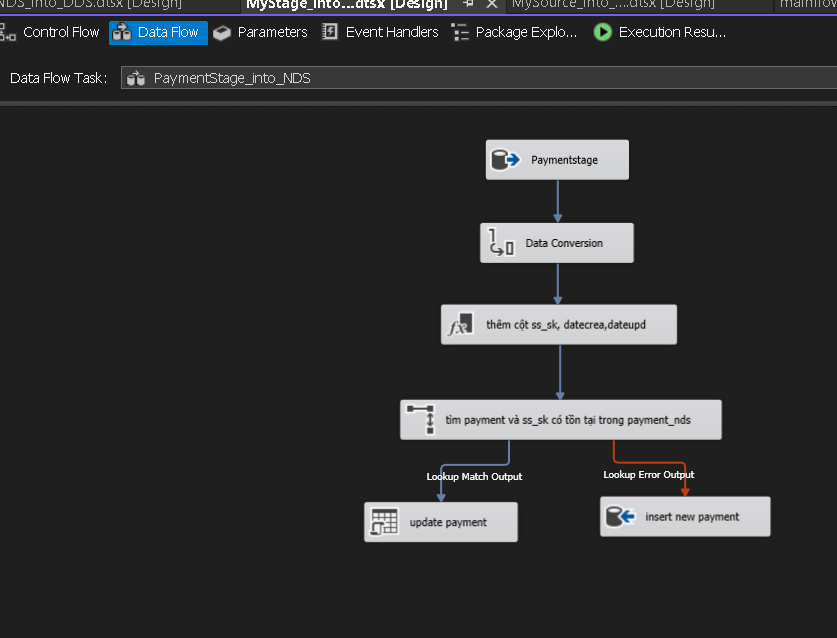 NDS_into_DDS.dtsx [Design]
MyStage_into....dtsx [Design]
MySource_into_....dtsx [Design]
mainflow
Control Flow
Data Flow
Parameters
Event Handlers
Package Explo...
Execution Resu...
Data Flow Task:
PaymentStage_into_NDS
Paymentstage
Data Conversion
thêm cột ss_sk, datecrea,dateupd
tìm payment và ss_sk có tồn tại trong payment_nds
Lookup Match Output
Lookup Error Output
update payment
insert new payment